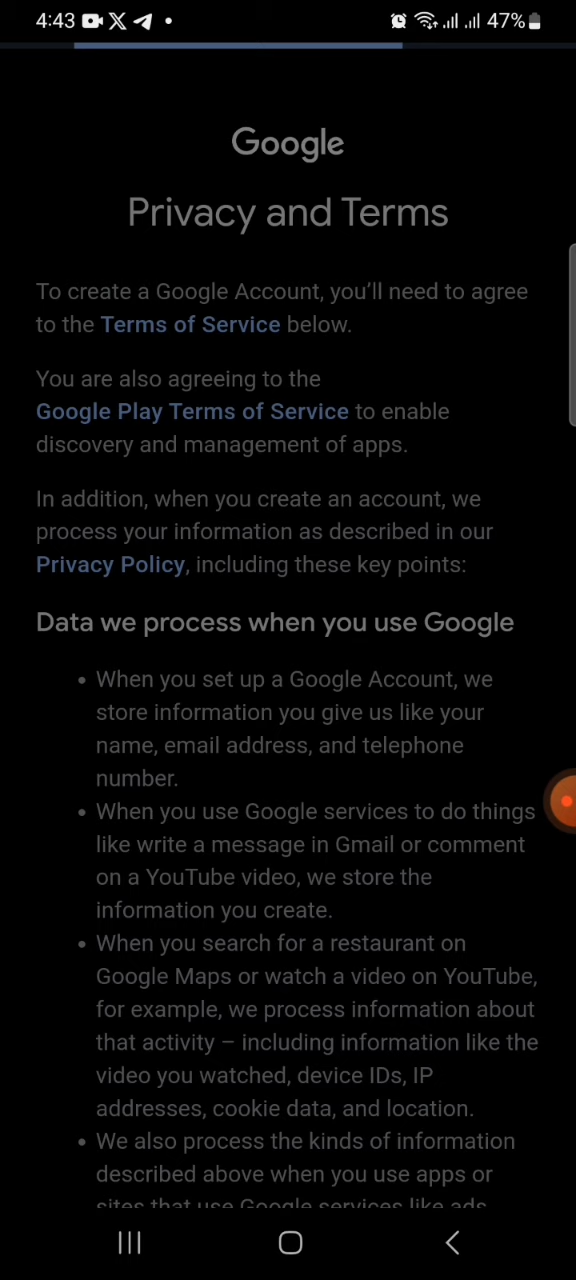 4:43
47%
Google
Privacy and Terms
To create a Google Account, you’ll need to agree
to the Terms of Service below.
You are also agreeing to the
Google Play Terms of Service to enable
discovery and management of apps.
In addition, when you create an account, we
process your information as described in our
Privacy Policy, including these key points:
Data we process when you use Google
• When you set up a Google Account, we
store information you give us like your
name, email address, and telephone
number.
• When you use Google services to do things
like write a message in Gmail or comment
on a YouTube video, we store the
information you create.
• When you search for a restaurant on
Google Maps or watch a video on YouTube,
for example, we process information about
that activity – including information like the
video you watched, device IDs, IP
addresses, cookie data, and location.
• We also process the kinds of information
described above when you use apps or
sites that use Google services like ads